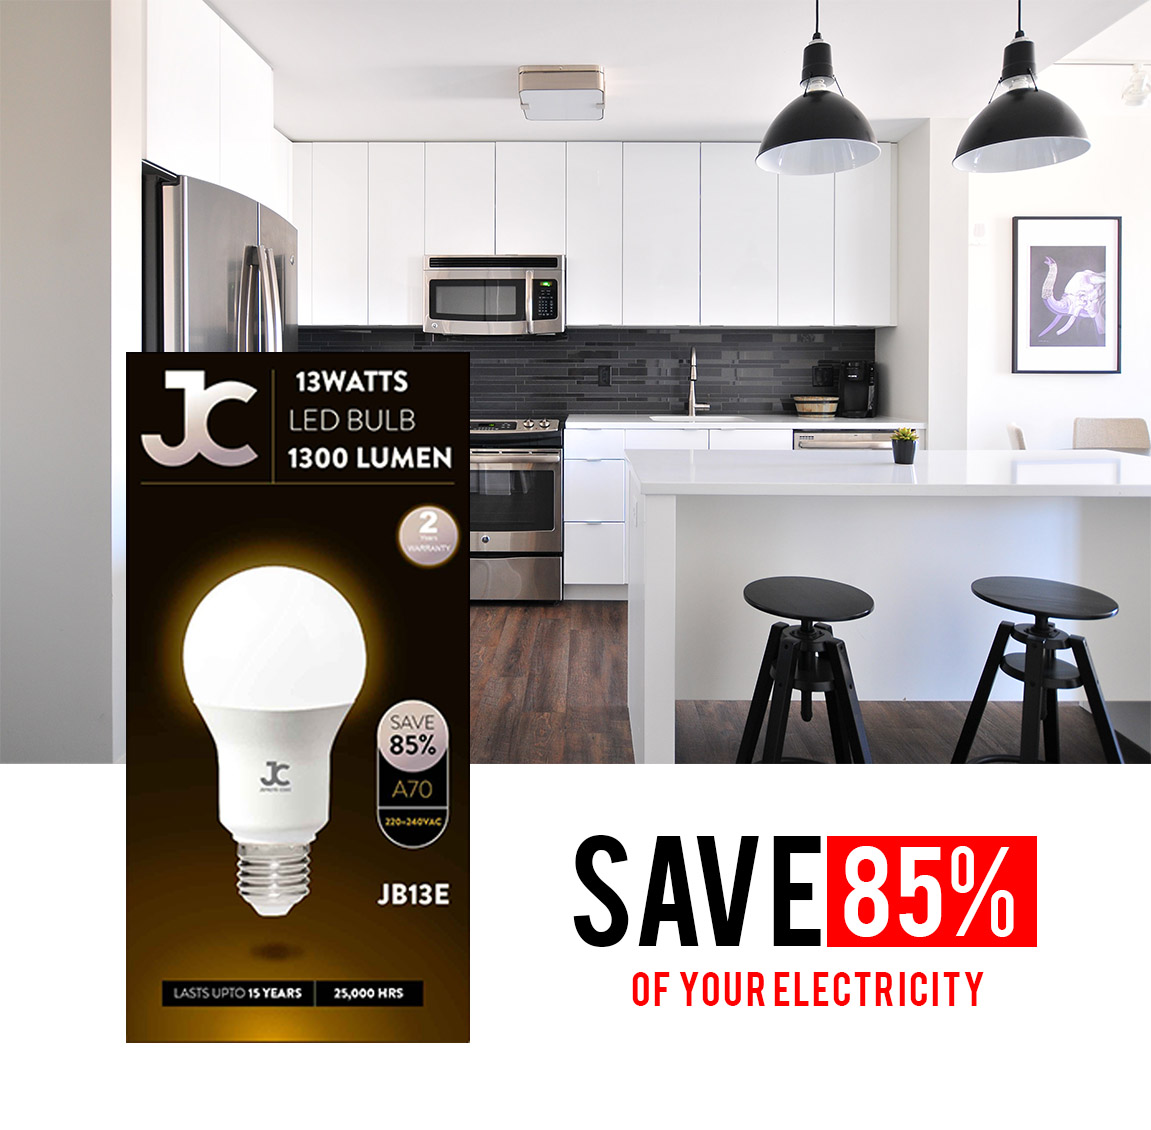 JC
13WATTS
LED BULB
1300 LUMEN
2
WARRANTY
SAVE
85%
A70
220-240VAC
JC
JB13E
LASTS UPTO 15 YEARS
25,000 HRS
SAVE 85%
OF YOUR ELECTRICITY